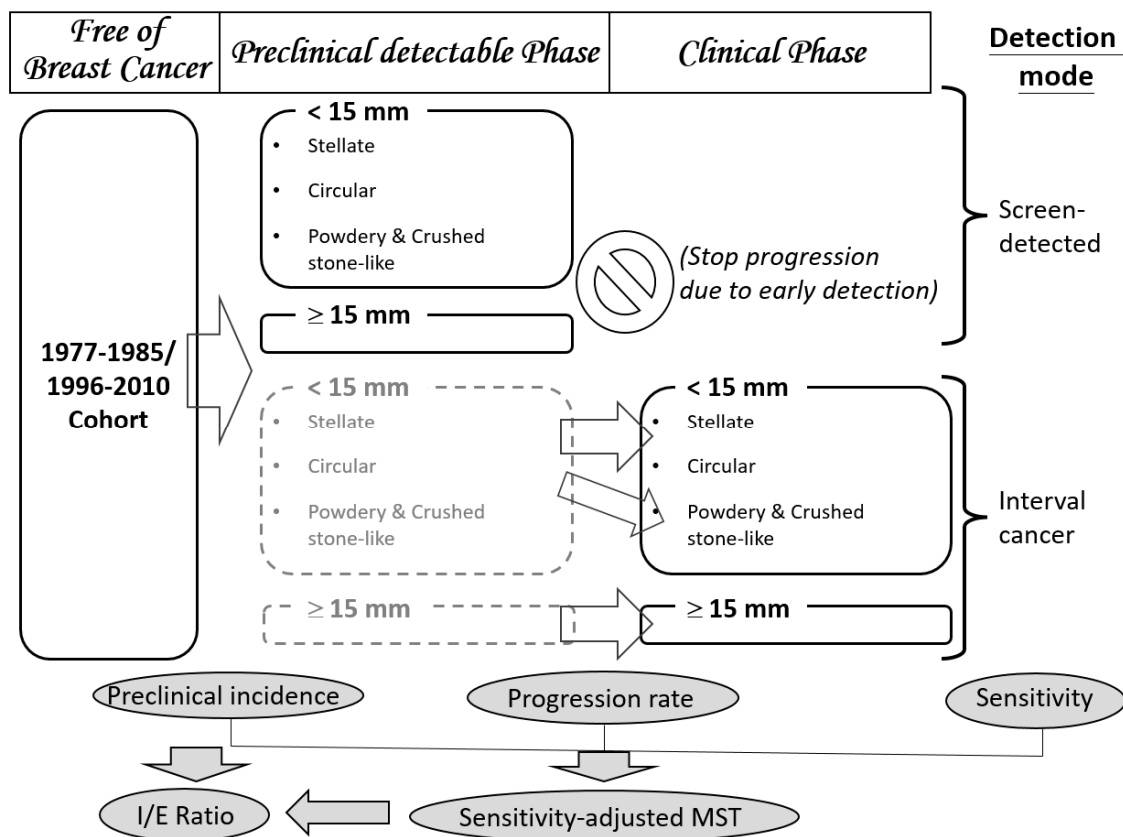 Free of
Breast Cancer
Preclinical detectable Phase
Clinical Phase
Detection
mode
< 15 mm
• Stellate
• Circular
• Powdery & Crushed
stone-like
(Stop progression
due to early detection)
Screen-
detected
≥ 15 mm
1977-1985/
1996-2010
Cohort
< 15 mm
• Stellate
• Circular
• Powdery & Crushed
stone-like
≥ 15 mm
< 15 mm
• Stellate
• Circular
• Powdery & Crushed
stone-like
≥ 15 mm
Interval
cancer
Preclinical incidence
Progression rate
Sensitivity
I/E Ratio
Sensitivity-adjusted MST